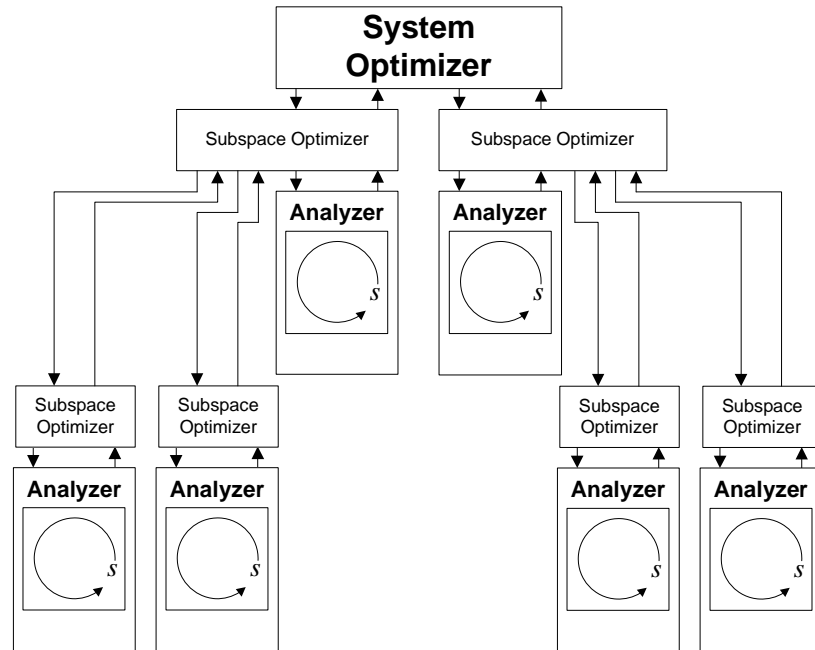 System
Optimizer
Subspace Optimizer
Subspace Optimizer
Analyzer
s
Analyzer
s
Subspace
Optimizer
Subspace
Optimizer
Subspace
Optimizer
Subspace
Optimizer
Analyzer
s
Analyzer
s
Analyzer
s
Analyzer
s